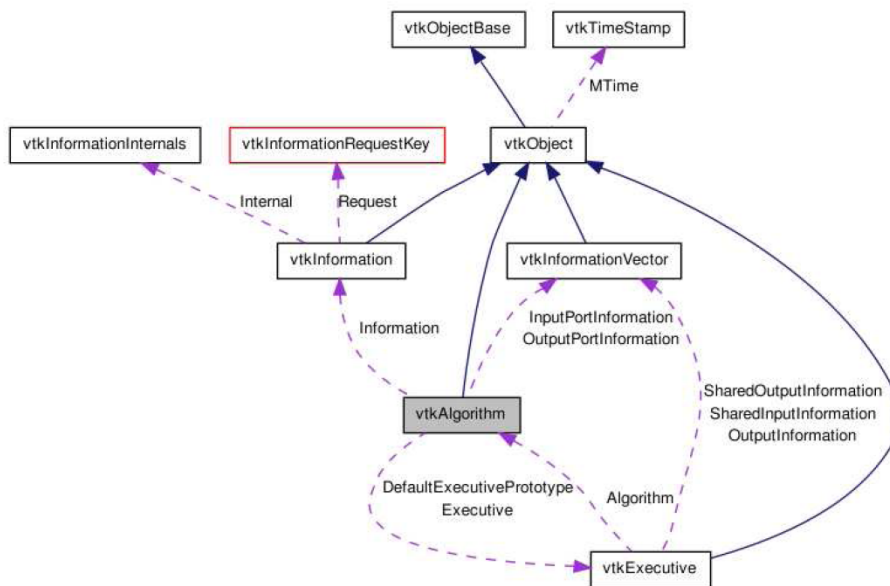 vtkObjectBase
vtkTimeStamp
MTime
vtkInformationInternals
vtkInformationRequestKey
vtkObject
Internal
Request
vtkInformation
vtkInformationVector
Information
InputPortInformation
OutputPortInformation
vtkAlgorithm
SharedOutputInformation
SharedInputInformation
OutputInformation
DefaultExecutivePrototype
Executive
Algorithm
vtkExecutive